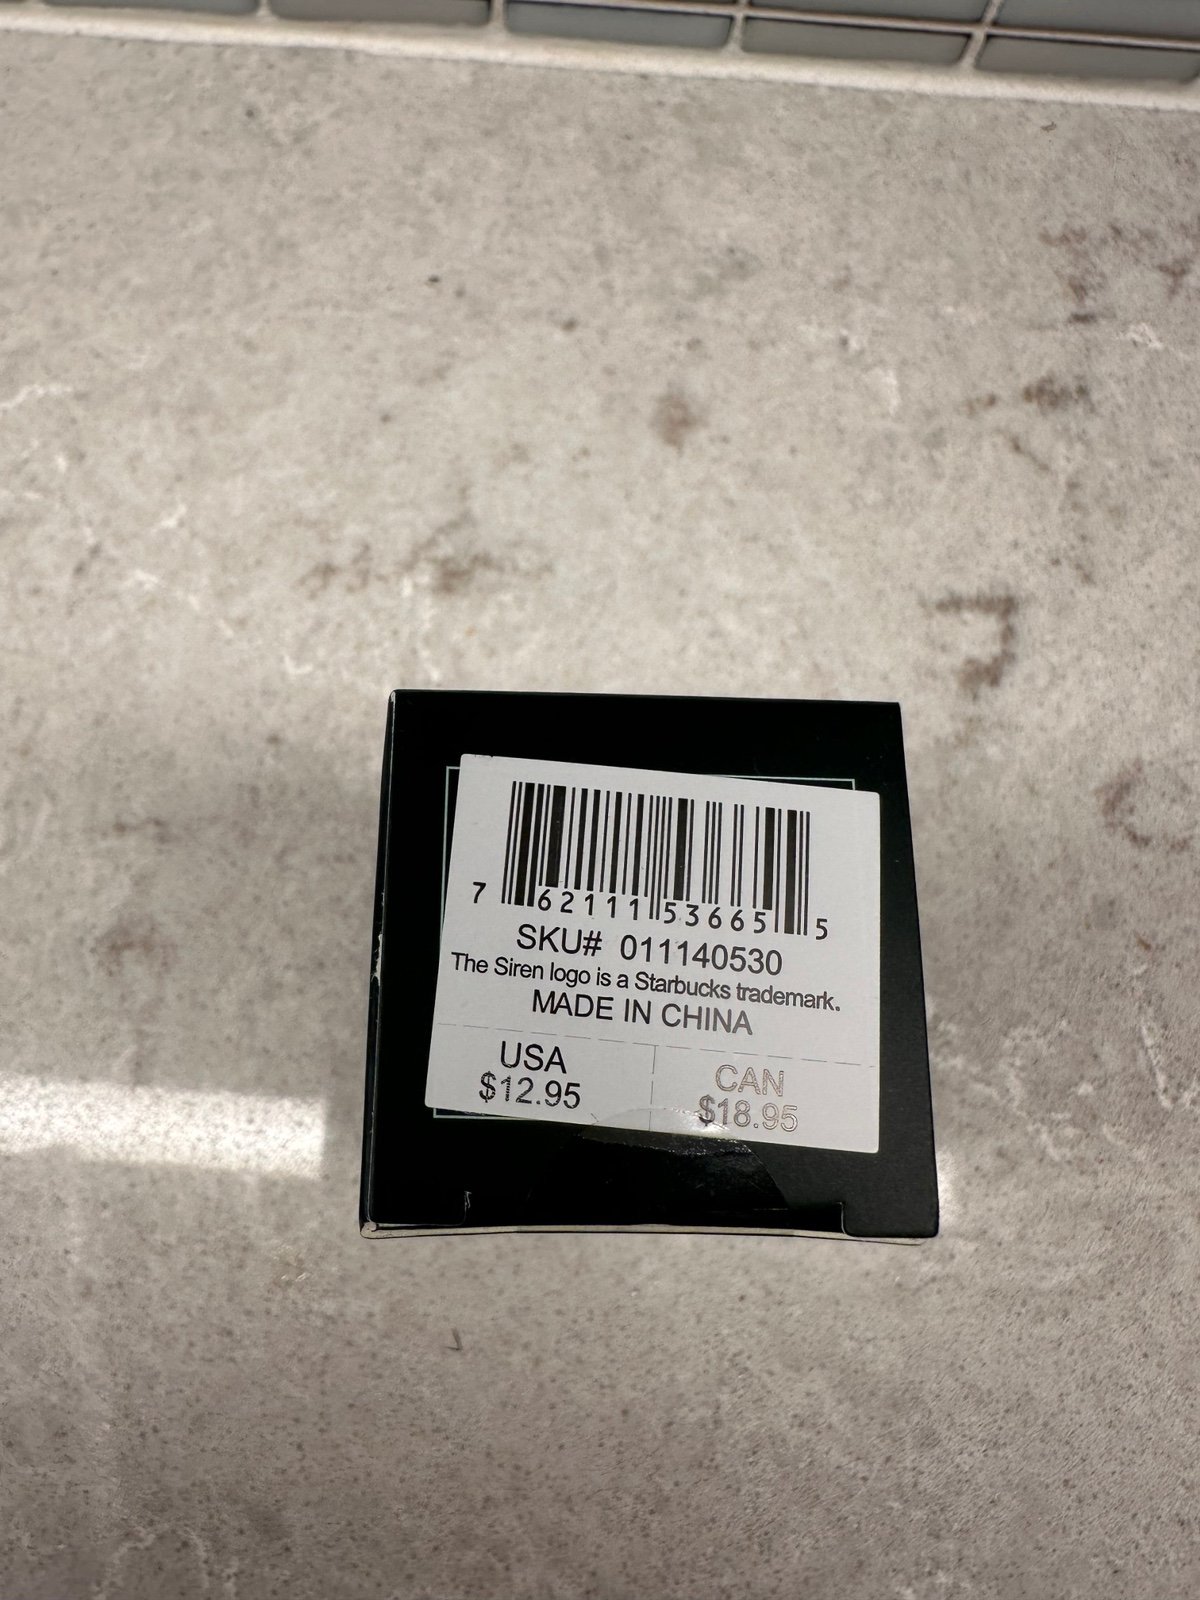 7 62111 53665 5
SKU# 011140530
The Siren logo is a Starbucks trademark.
MADE IN CHINA
USA
$12.95
CAN
$18.95